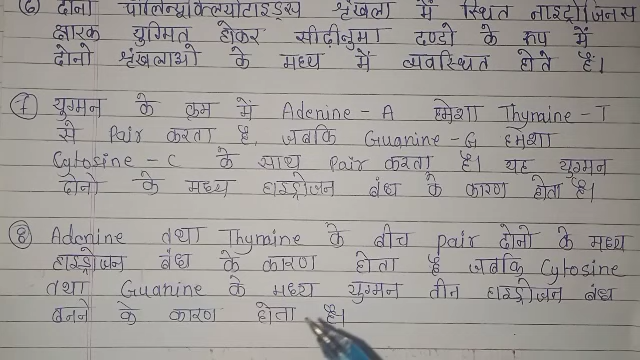 ⑥ दोनो पॉलिन्यूक्लियोटाइड्स श्रृंखला में स्थित नाइट्रोजिनस
क्षारक युग्मित होकर सीढ़ीनुमा दण्डो के रूप में
दोनो श्रृंखलाओ के मध्य में व्यवस्थित होते है।
⑦ युग्मन के क्रम में Adenine - A हमेशा Thymine - T
से Pair करता है, जबकि Guanine - G हमेशा
Cytosine - C के साथ Pair करता है। यह युग्मन
दोनो के मध्य हाइड्रोजन बंध के कारण होता है।
⑧ Adenine तथा Thymine के बीच Pair दोनो के मध्य
हाइड्रोजन बंध के कारण होता है जबकि Cytosine
तथा Guanine के मध्य युग्मन तीन हाइड्रोजन बंध
बनने के कारण होता है।